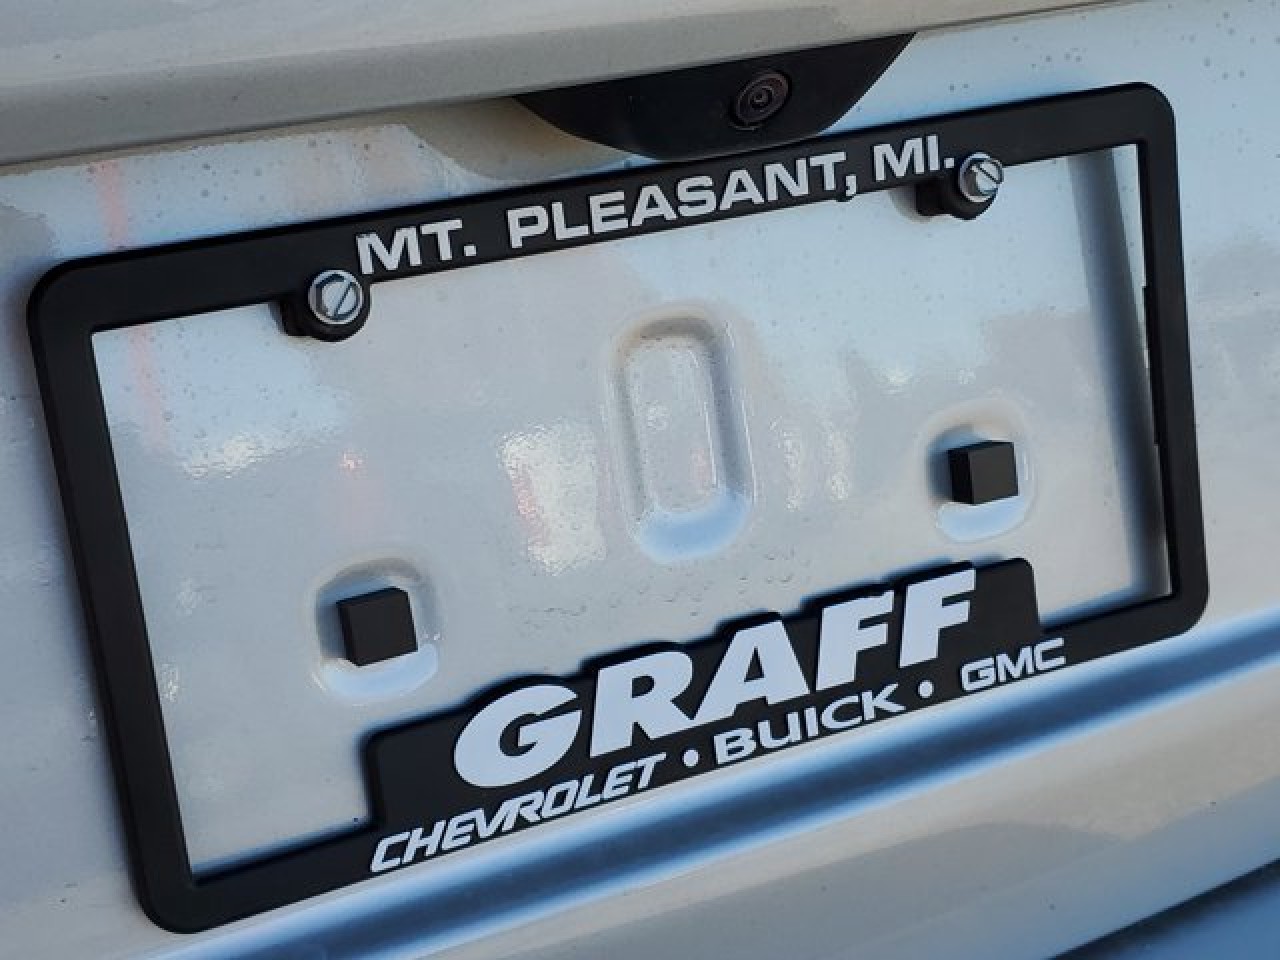 MT. PLEASANT, MI.
GRAFF
CHEVROLET • BUICK • GMC